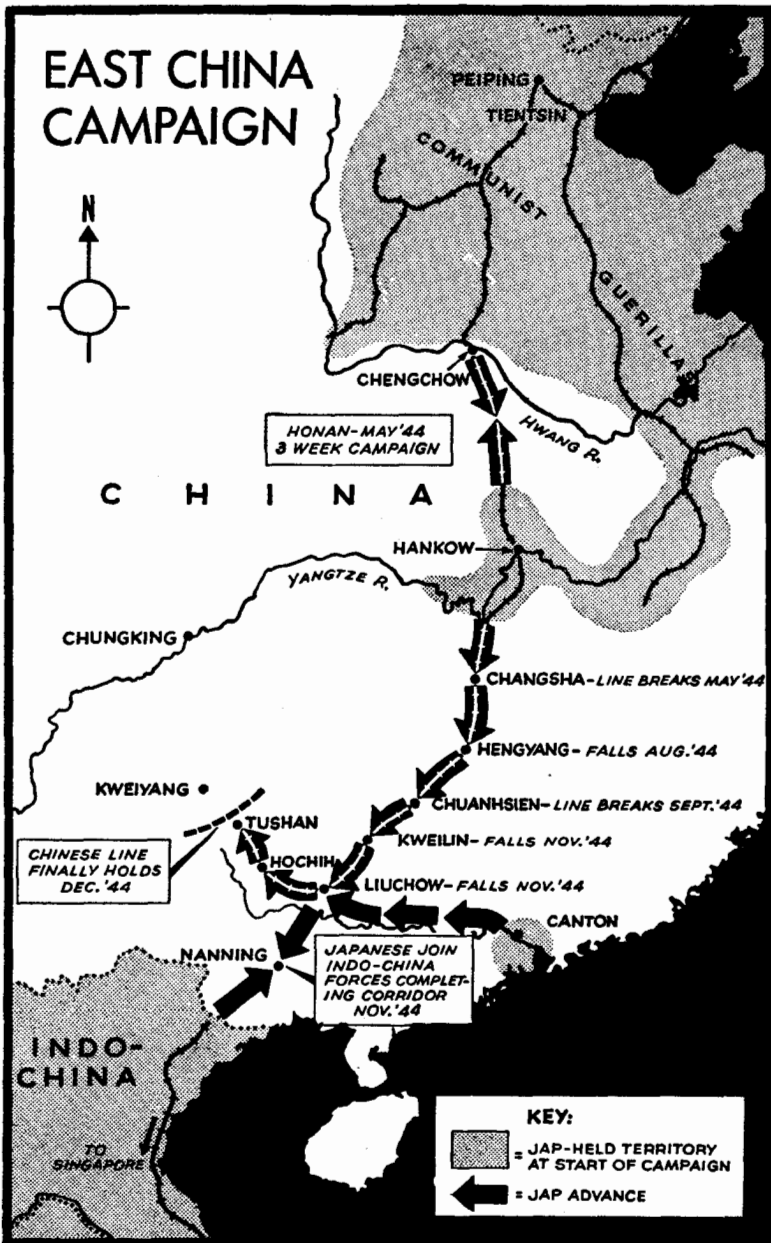 EAST CHINA
CAMPAIGN
N
PEIPING
TIENTSIN
COMMUNIST
GUERILLAS
CHENGCHOW
HWANG R.
HONAN-MAY '44
3 WEEK CAMPAIGN
CHINA
HANKOW
YANGTZE R.
CHUNGKING
CHANGSHA-LINE BREAKS MAY '44
HENGYANG-FALLS AUG. '44
KWEIYANG
CHUANHSIEN-LINE BREAKS SEPT. '44
TUSHAN
KWEILIN-FALLS NOV. '44
CHINESE LINE
FINALLY HOLDS
DEC. '44
HOCHIH
LIUCHOW-FALLS NOV. '44
CANTON
NANNING
JAPANESE JOIN
INDO-CHINA
FORCES COMPLET-
ING CORRIDOR
NOV. '44
INDO-
CHINA
TO
SINGAPORE
KEY:
= JAP-HELD TERRITORY
AT START OF CAMPAIGN
= JAP ADVANCE